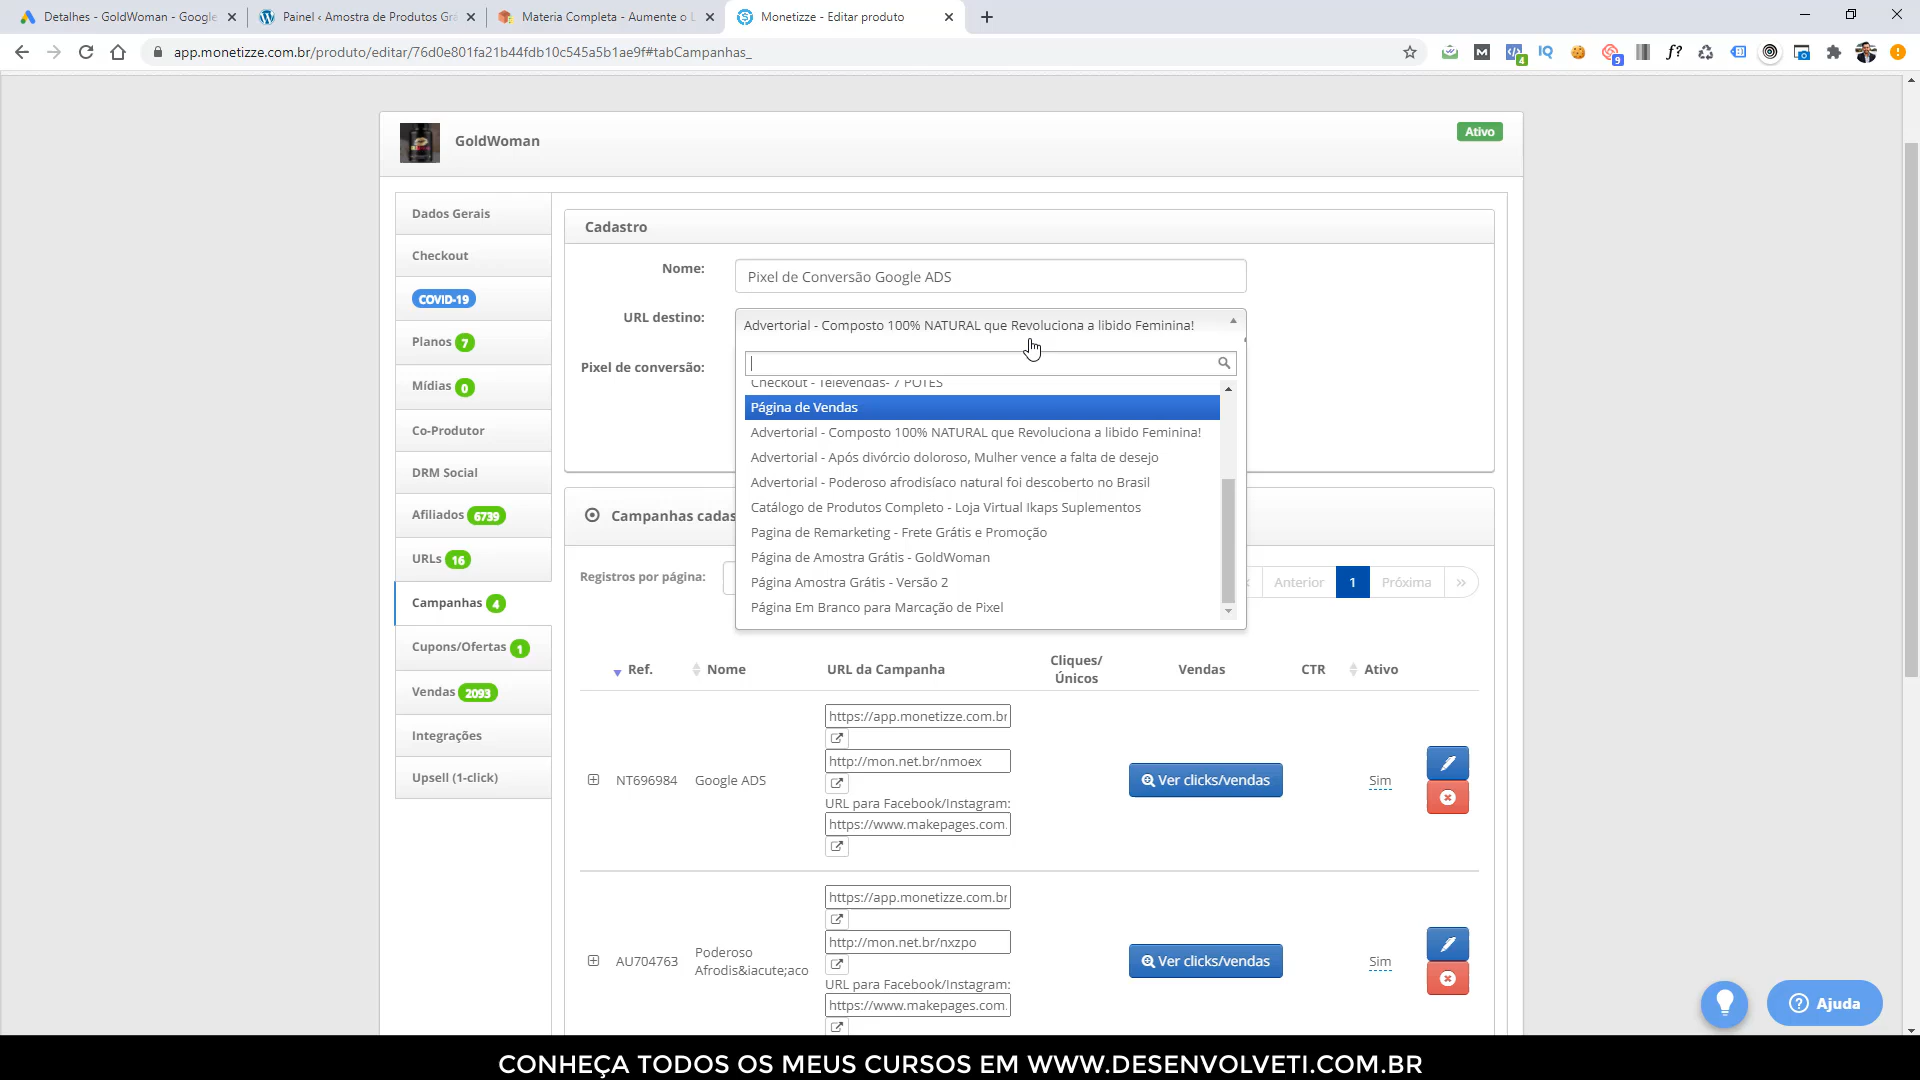 Detalhes - GoldWoman - Google
Painel ‹ Amostra de Produtos Gr
Materia Completa - Aumente o L
Monetizze - Editar produto
app.monetizze.com.br/produto/editar/76d0e801fa21b44fdb10c545a5b1ae9f#tabCampanhas_
GoldWoman
Ativo
Dados Gerais
Checkout
COVID-19
Planos 7
Mídias 0
Co-Produtor
DRM Social
Afiliados 6739
URLs 16
Campanhas 4
Cupons/Ofertas 1
Vendas 2093
Integrações
Upsell (1-click)
Cadastro
Nome:
Pixel de Conversão Google ADS
URL destino:
Advertorial - Composto 100% NATURAL que Revoluciona a libido Feminina!
Pixel de conversão:
Checkout - Televendas- 7 POTES
Página de Vendas
Advertorial - Composto 100% NATURAL que Revoluciona a libido Feminina!
Advertorial - Após divórcio doloroso, Mulher vence a falta de desejo
Advertorial - Poderoso afrodisíaco natural foi descoberto no Brasil
Catálogo de Produtos Completo - Loja Virtual Ikaps Suplementos
Pagina de Remarketing - Frete Grátis e Promoção
Página de Amostra Grátis - GoldWoman
Página Amostra Grátis - Versão 2
Página Em Branco para Marcação de Pixel
Campanhas cadas
Registros por página:
Anterior 1 Próxima »
Ref. Nome URL da Campanha Cliques/ Únicos Vendas CTR Ativo
NT696984 Google ADS
https://app.monetizze.com.br
http://mon.net.br/nmoex
URL para Facebook/Instagram:
https://www.makepages.com.
Ver clicks/vendas
Sim
AU704763 Poderoso Afrodis&iacute;aco
https://app.monetizze.com.br
http://mon.net.br/nxzpo
URL para Facebook/Instagram:
https://www.makepages.com.
Ver clicks/vendas
Sim
Ajuda
CONHEÇA TODOS OS MEUS CURSOS EM WWW.DESENVOLVETI.COM.BR